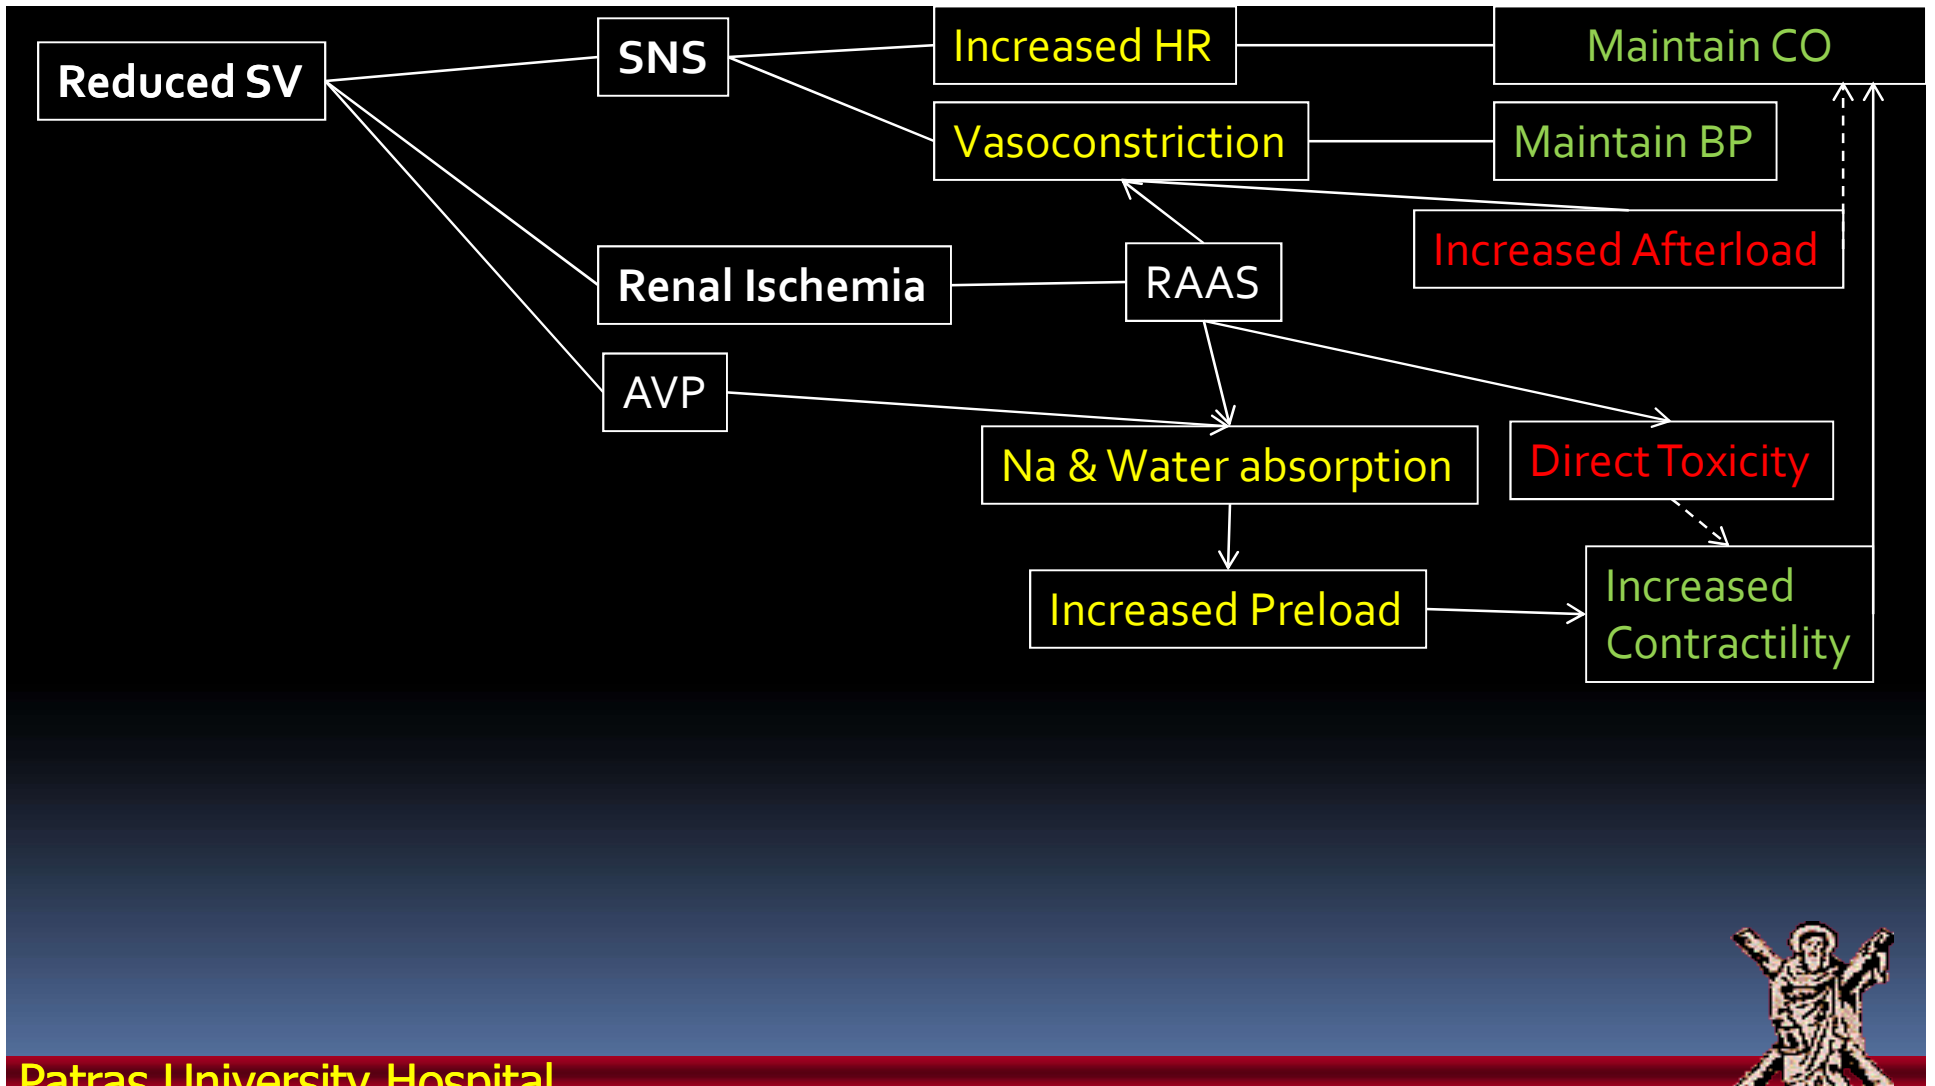 Reduced SV
SNS
Increased HR
Maintain CO
Vasoconstriction
Maintain BP
Increased Afterload
Renal Ischemia
RAAS
AVP
Na & Water absorption
Direct Toxicity
Increased Preload
Increased
Contractility
Patras University Hospital